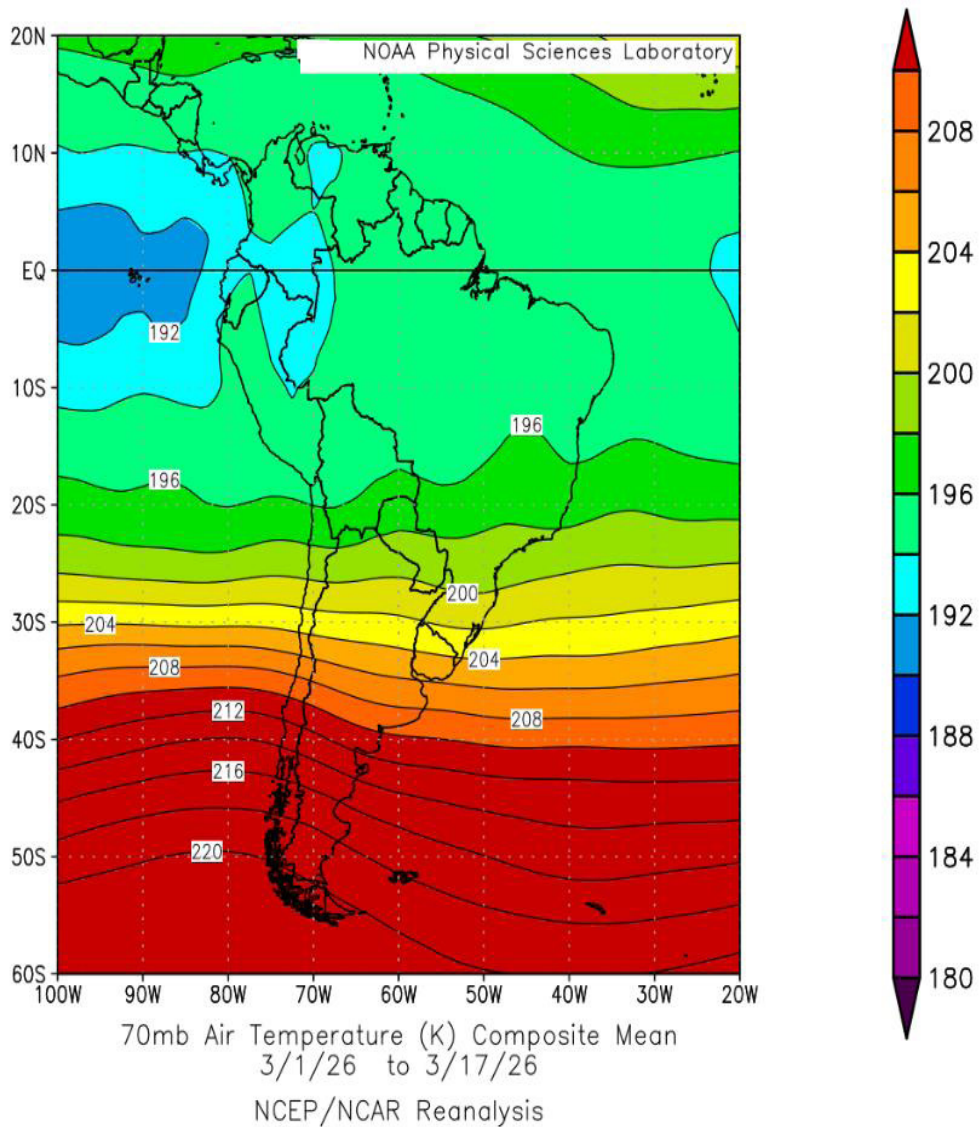 20N
NOAA Physical Sciences Laboratory
10N
EQ
10S
20S
30S
40S
50S
60S
192
196
196
200
204
204
208
208
212
216
220
100W 90W 80W 70W 60W 50W 40W 30W 20W
208
204
200
196
192
188
184
180
70mb Air Temperature (K) Composite Mean
3/1/26 to 3/17/26
NCEP/NCAR Reanalysis